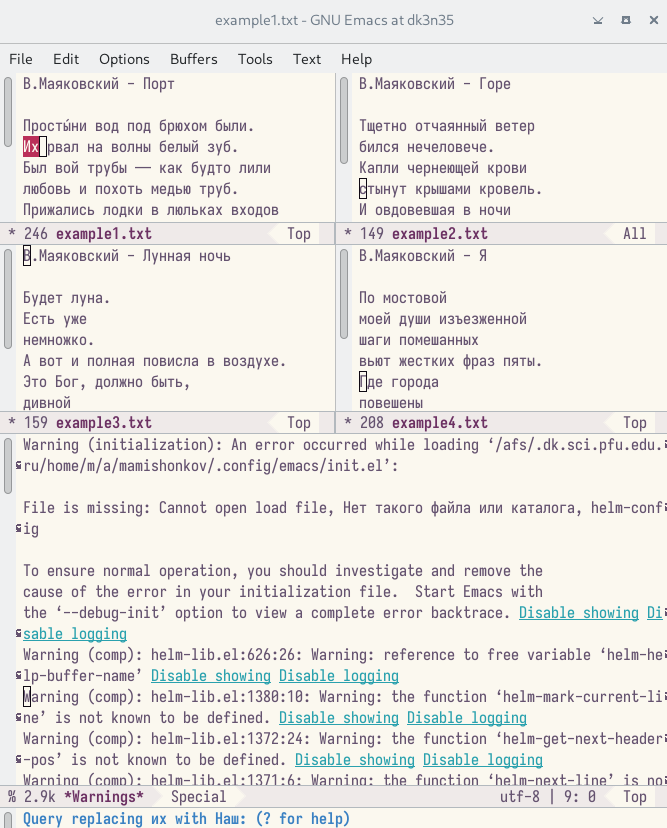 example1.txt - GNU Emacs at dk3n35
File Edit Options Buffers Tools Text Help
В.Маяковский - Порт
Просты́ни вод под брюхом были.
Их рвал на волны белый зуб.
Был вой трубы — как будто лили
любовь и похоть медью труб.
Прижались лодки в люльках входов
* 246 example1.txt Top
В.Маяковский - Горе
Тщетно отчаянный ветер
бился нечеловече.
Капли чернеющей крови
стынут крышами кровель.
И овдовевшая в ночи
* 149 example2.txt All
В.Маяковский - Лунная ночь
Будет луна.
Есть уже
немножко.
А вот и полная повисла в воздухе.
Это Бог, должно быть,
дивной
* 159 example3.txt Top
В.Маяковский - Я
По мостовой
моей души изъезженной
шаги помешанных
вьют жестких фраз пяты.
Где города
повешены
* 208 example4.txt Top
Warning (initialization): An error occurred while loading ‘/afs/.dk.sci.pfu.edu.
ru/home/m/a/mamishonkov/.config/emacs/init.el’:
File is missing: Cannot open load file, Нет такого файла или каталога, helm-conf
ig
To ensure normal operation, you should investigate and remove the
cause of the error in your initialization file.  Start Emacs with
the ‘--debug-init’ option to view a complete error backtrace. Disable showing Di
sable logging
Warning (comp): helm-lib.el:626:26: Warning: reference to free variable ‘helm-he
lp-buffer-name’ Disable showing Disable logging
Warning (comp): helm-lib.el:1380:10: Warning: the function ‘helm-mark-current-li
ne’ is not known to be defined. Disable showing Disable logging
Warning (comp): helm-lib.el:1372:24: Warning: the function ‘helm-get-next-header
-pos’ is not known to be defined. Disable showing Disable logging
Warning (comp): helm-lib.el:1371:6: Warning: the function ‘helm-next-line’ is no
% 2.9k *Warnings* Special utf-8 | 9: 0 Top
Query replacing их with Наш: (? for help)